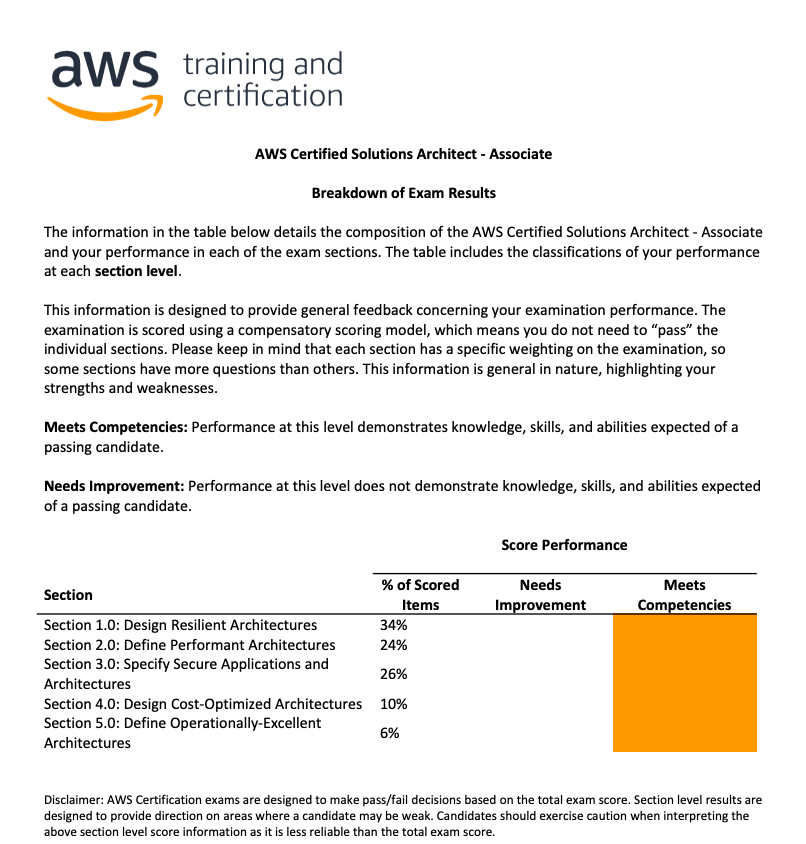 aws training and
certification
AWS Certified Solutions Architect - Associate
Breakdown of Exam Results
The information in the table below details the composition of the AWS Certified Solutions Architect - Associate
and your performance in each of the exam sections. The table includes the classifications of your performance
at each section level.
This information is designed to provide general feedback concerning your examination performance. The
examination is scored using a compensatory scoring model, which means you do not need to “pass” the
individual sections. Please keep in mind that each section has a specific weighting on the examination, so
some sections have more questions than others. This information is general in nature, highlighting your
strengths and weaknesses.
Meets Competencies: Performance at this level demonstrates knowledge, skills, and abilities expected of a
passing candidate.
Needs Improvement: Performance at this level does not demonstrate knowledge, skills, and abilities expected
of a passing candidate.
Score Performance
Section % of Scored Items Needs Improvement Meets Competencies
Section 1.0: Design Resilient Architectures 34%
Section 2.0: Define Performant Architectures 24%
Section 3.0: Specify Secure Applications and
Architectures 26%
Section 4.0: Design Cost-Optimized Architectures 10%
Section 5.0: Define Operationally-Excellent
Architectures 6%
Disclaimer: AWS Certification exams are designed to make pass/fail decisions based on the total exam score. Section level results are
designed to provide direction on areas where a candidate may be weak. Candidates should exercise caution when interpreting the
above section level score information as it is less reliable than the total exam score.